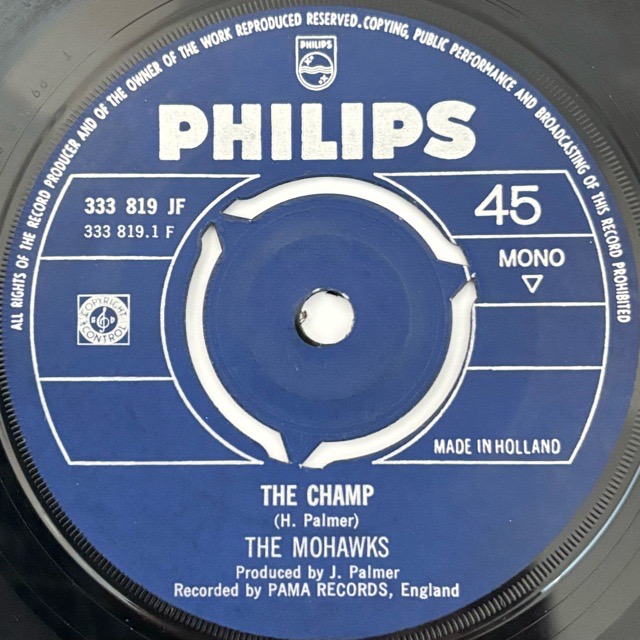 ALL RIGHTS OF THE RECORD PRODUCER AND OF THE OWNER OF THE WORK REPRODUCED RESERVED. COPYING, PUBLIC PERFORMANCE AND BROADCASTING OF THIS RECORD PROHIBITED
PHILIPS
PHILIPS
333 819 JF
333 819.1 F
45
MONO
COPYRIGHT
CONTROL
MADE IN HOLLAND
THE CHAMP
(H. Palmer)
THE MOHAWKS
Produced by J. Palmer
Recorded by PAMA RECORDS, England